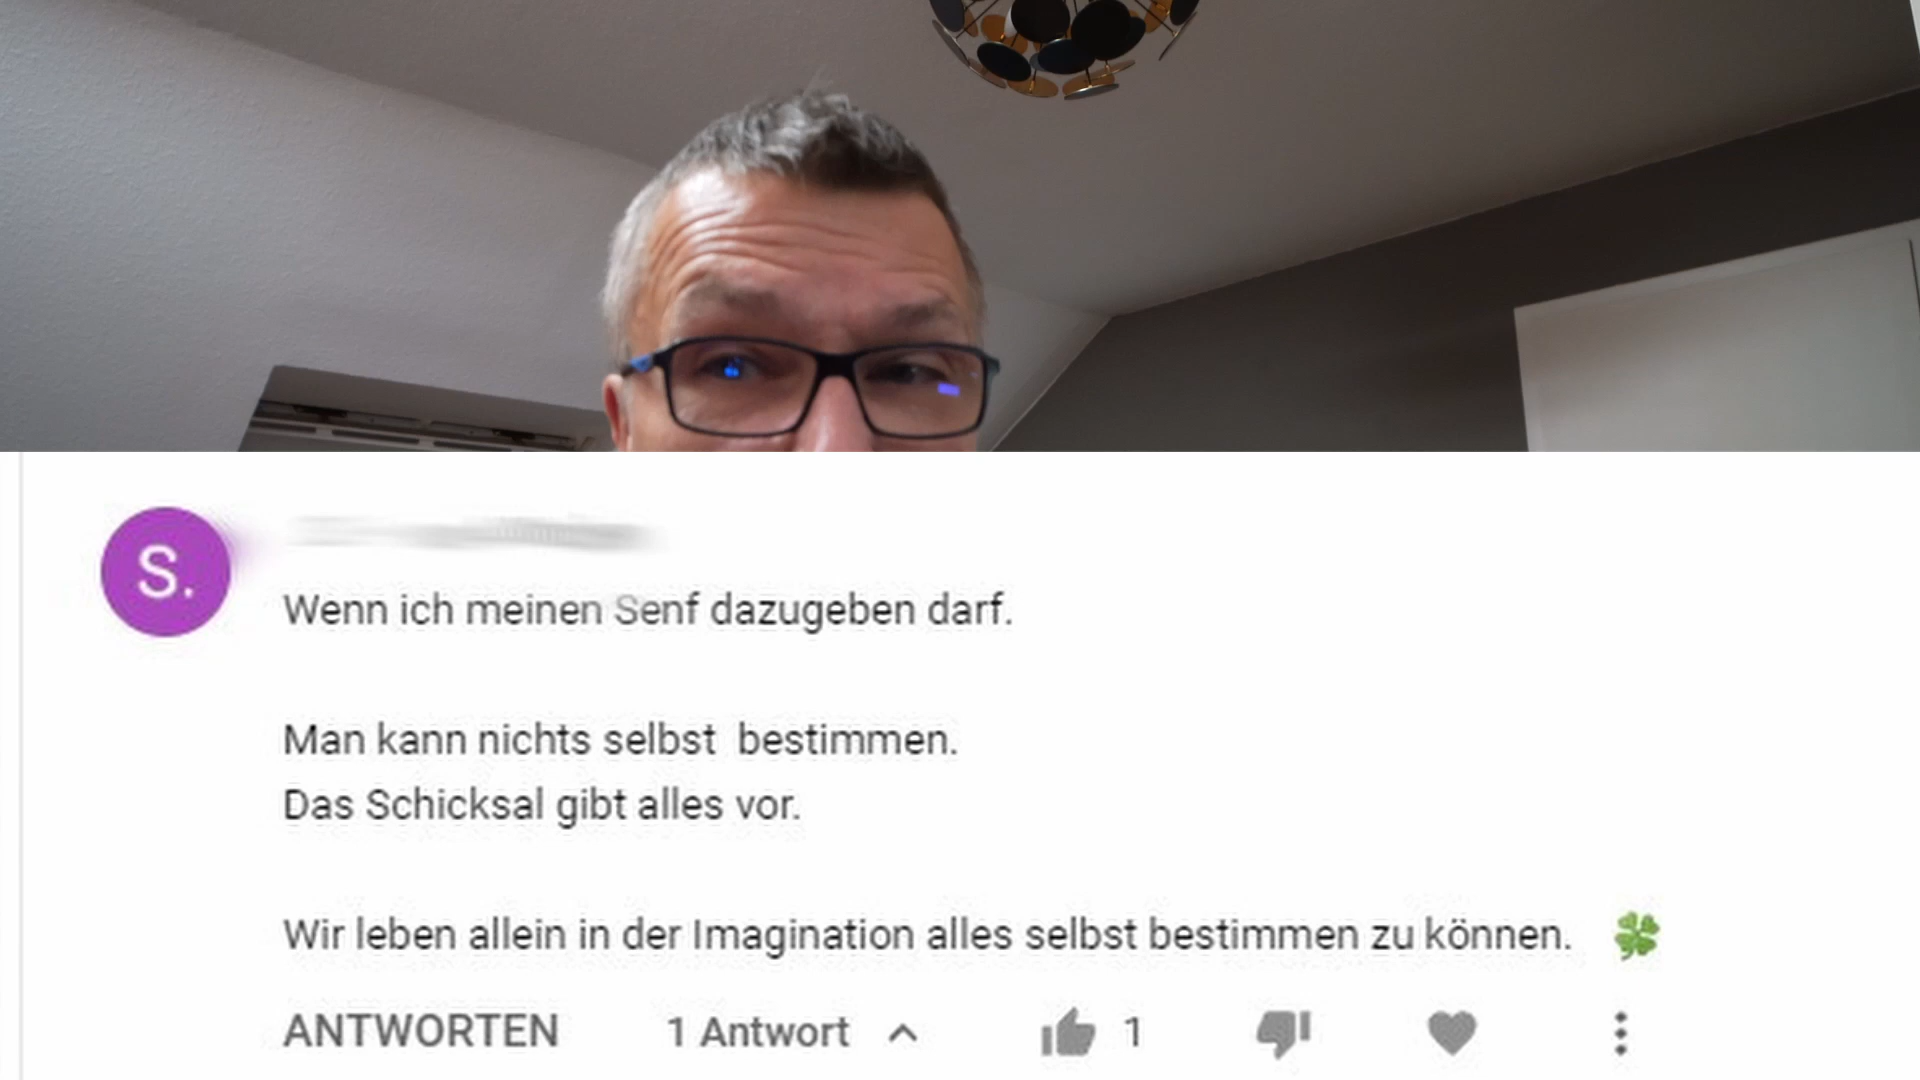 S.
Wenn ich meinen Senf dazugeben darf.
Man kann nichts selbst  bestimmen.
Das Schicksal gibt alles vor.
Wir leben allein in der Imagination alles selbst bestimmen zu können. 🍀
ANTWORTEN 1 Antwort 1